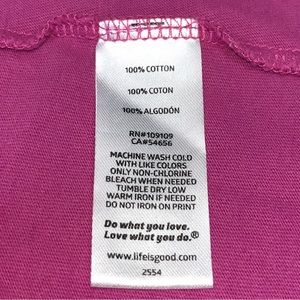 100% COTTON
100% COTON
100% ALGODÓN
RN#109109
CA#54656
MACHINE WASH COLD
WITH LIKE COLORS
ONLY NON-CHLORINE
BLEACH WHEN NEEDED
TUMBLE DRY LOW
WARM IRON IF NEEDED
DO NOT IRON ON PRINT
Do what you love.
Love what you do.®
www.lifeisgood.com
2554